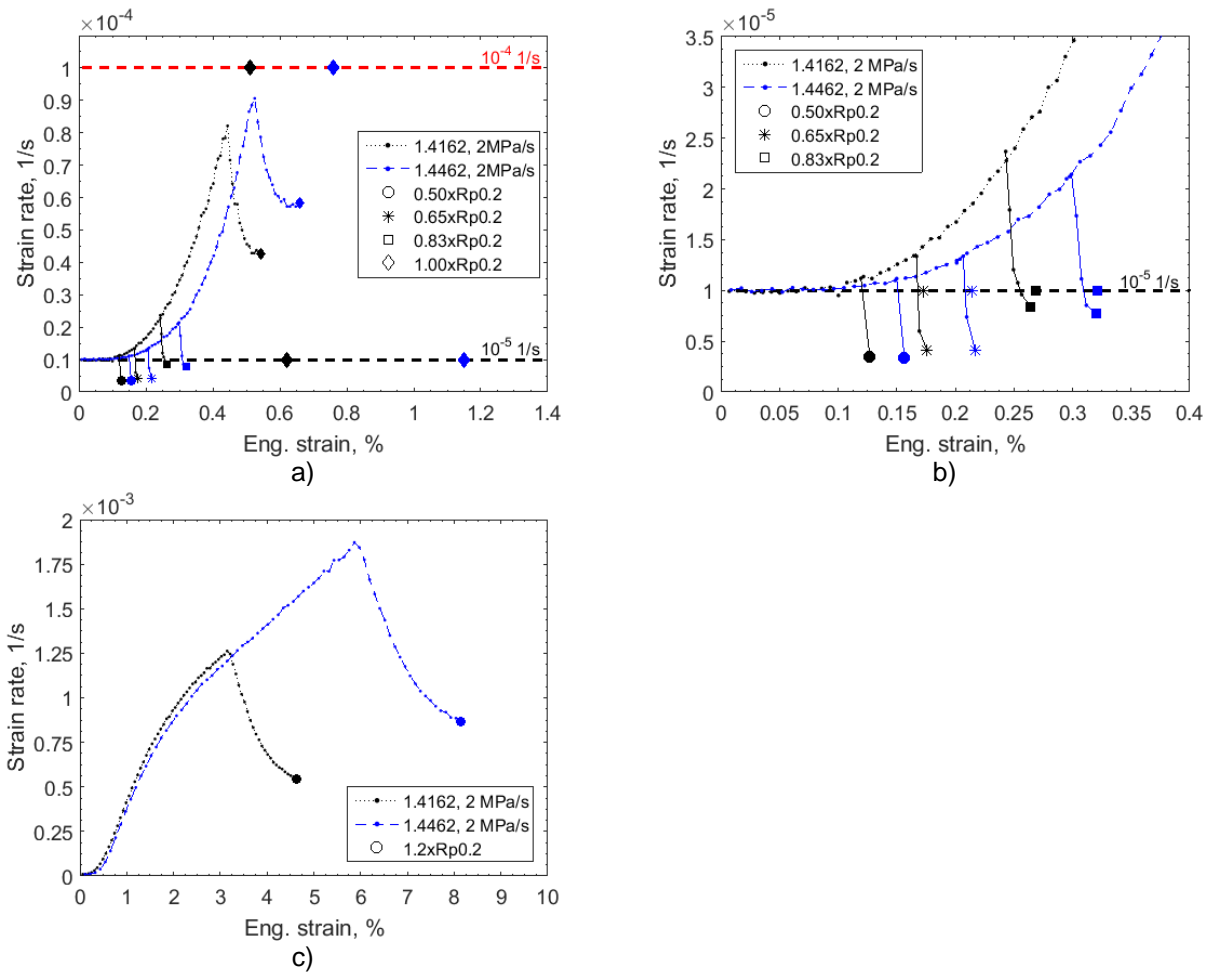 ×10-4
1
0.9
0.8
0.7
0.6
0.5
0.4
0.3
0.2
0.1
0
Strain rate, 1/s
10-4 1/s
1.4162, 2MPa/s
1.4462, 2MPa/s
0.50xRp0.2
0.65xRp0.2
0.83xRp0.2
1.00xRp0.2
10-5 1/s
0 0.2 0.4 0.6 0.8 1 1.2 1.4
Eng. strain, %
a)
×10-5
3.5
3
2.5
2
1.5
1
0.5
0
Strain rate, 1/s
1.4162, 2 MPa/s
1.4462, 2 MPa/s
0.50xRp0.2
0.65xRp0.2
0.83xRp0.2
10-5 1/s
0 0.05 0.1 0.15 0.2 0.25 0.3 0.35 0.4
Eng. strain, %
b)
×10-3
2
1.75
1.5
1.25
1
0.75
0.5
0.25
0
Strain rate, 1/s
1.4162, 2 MPa/s
1.4462, 2 MPa/s
1.2xRp0.2
0 1 2 3 4 5 6 7 8 9 10
Eng. strain, %
c)